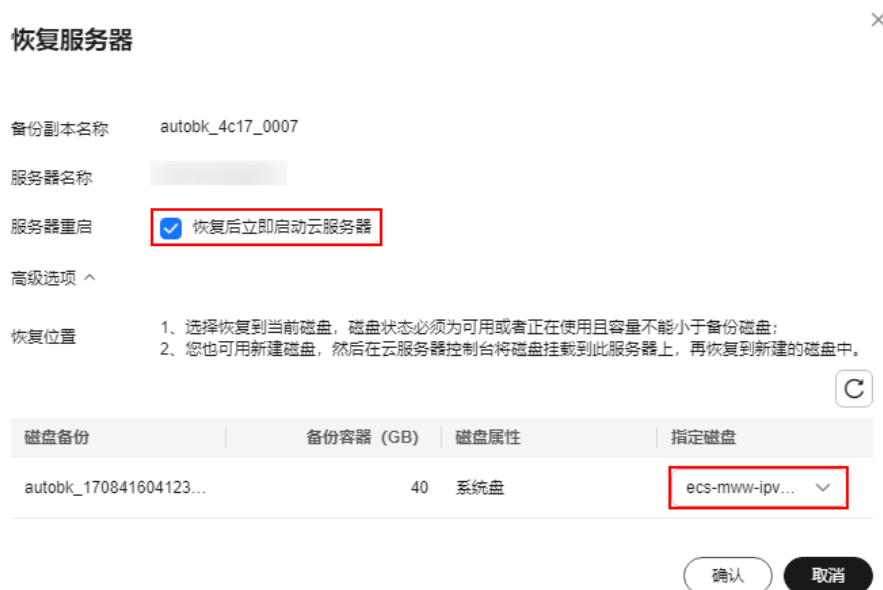 恢复服务器
备份副本名称 autobk_4c17_0007
服务器名称
服务器重启 恢复后立即启动云服务器
高级选项
恢复位置 1、选择恢复到当前磁盘，磁盘状态必须为可用或者正在使用且容量不能小于备份磁盘；
2、您也可用新建磁盘，然后在云服务器控制台将磁盘挂载到此服务器上，再恢复到新建的磁盘中。
磁盘备份 备份容器（GB） 磁盘属性 指定磁盘
autobk_170841604123... 40 系统盘 ecs-mww-ipv...
确认 取消